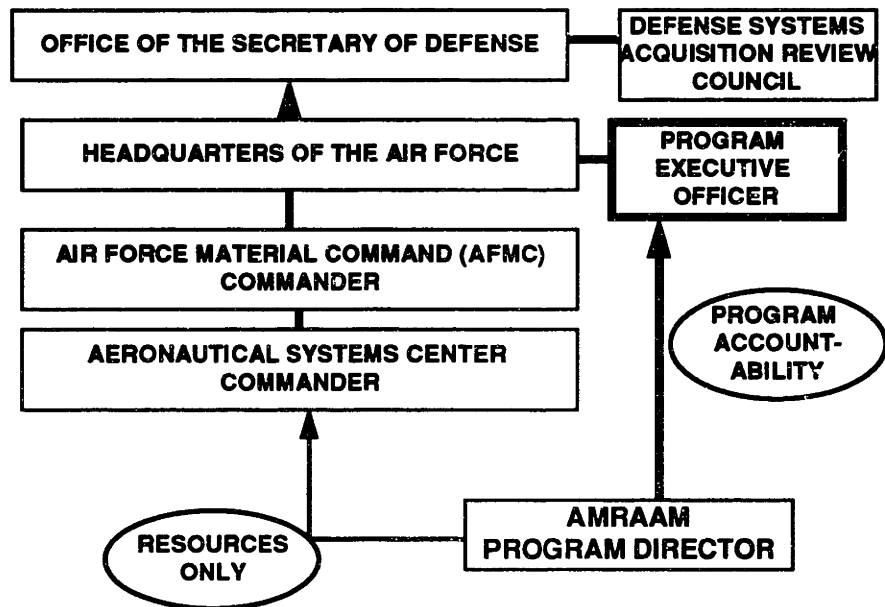 OFFICE OF THE SECRETARY OF DEFENSE
DEFENSE SYSTEMS
ACQUISITION REVIEW
COUNCIL
HEADQUARTERS OF THE AIR FORCE
PROGRAM
EXECUTIVE
OFFICER
AIR FORCE MATERIAL COMMAND (AFMC)
COMMANDER
AERONAUTICAL SYSTEMS CENTER
COMMANDER
PROGRAM
ACCOUNT-
ABILITY
RESOURCES
ONLY
AMRAAM
PROGRAM DIRECTOR